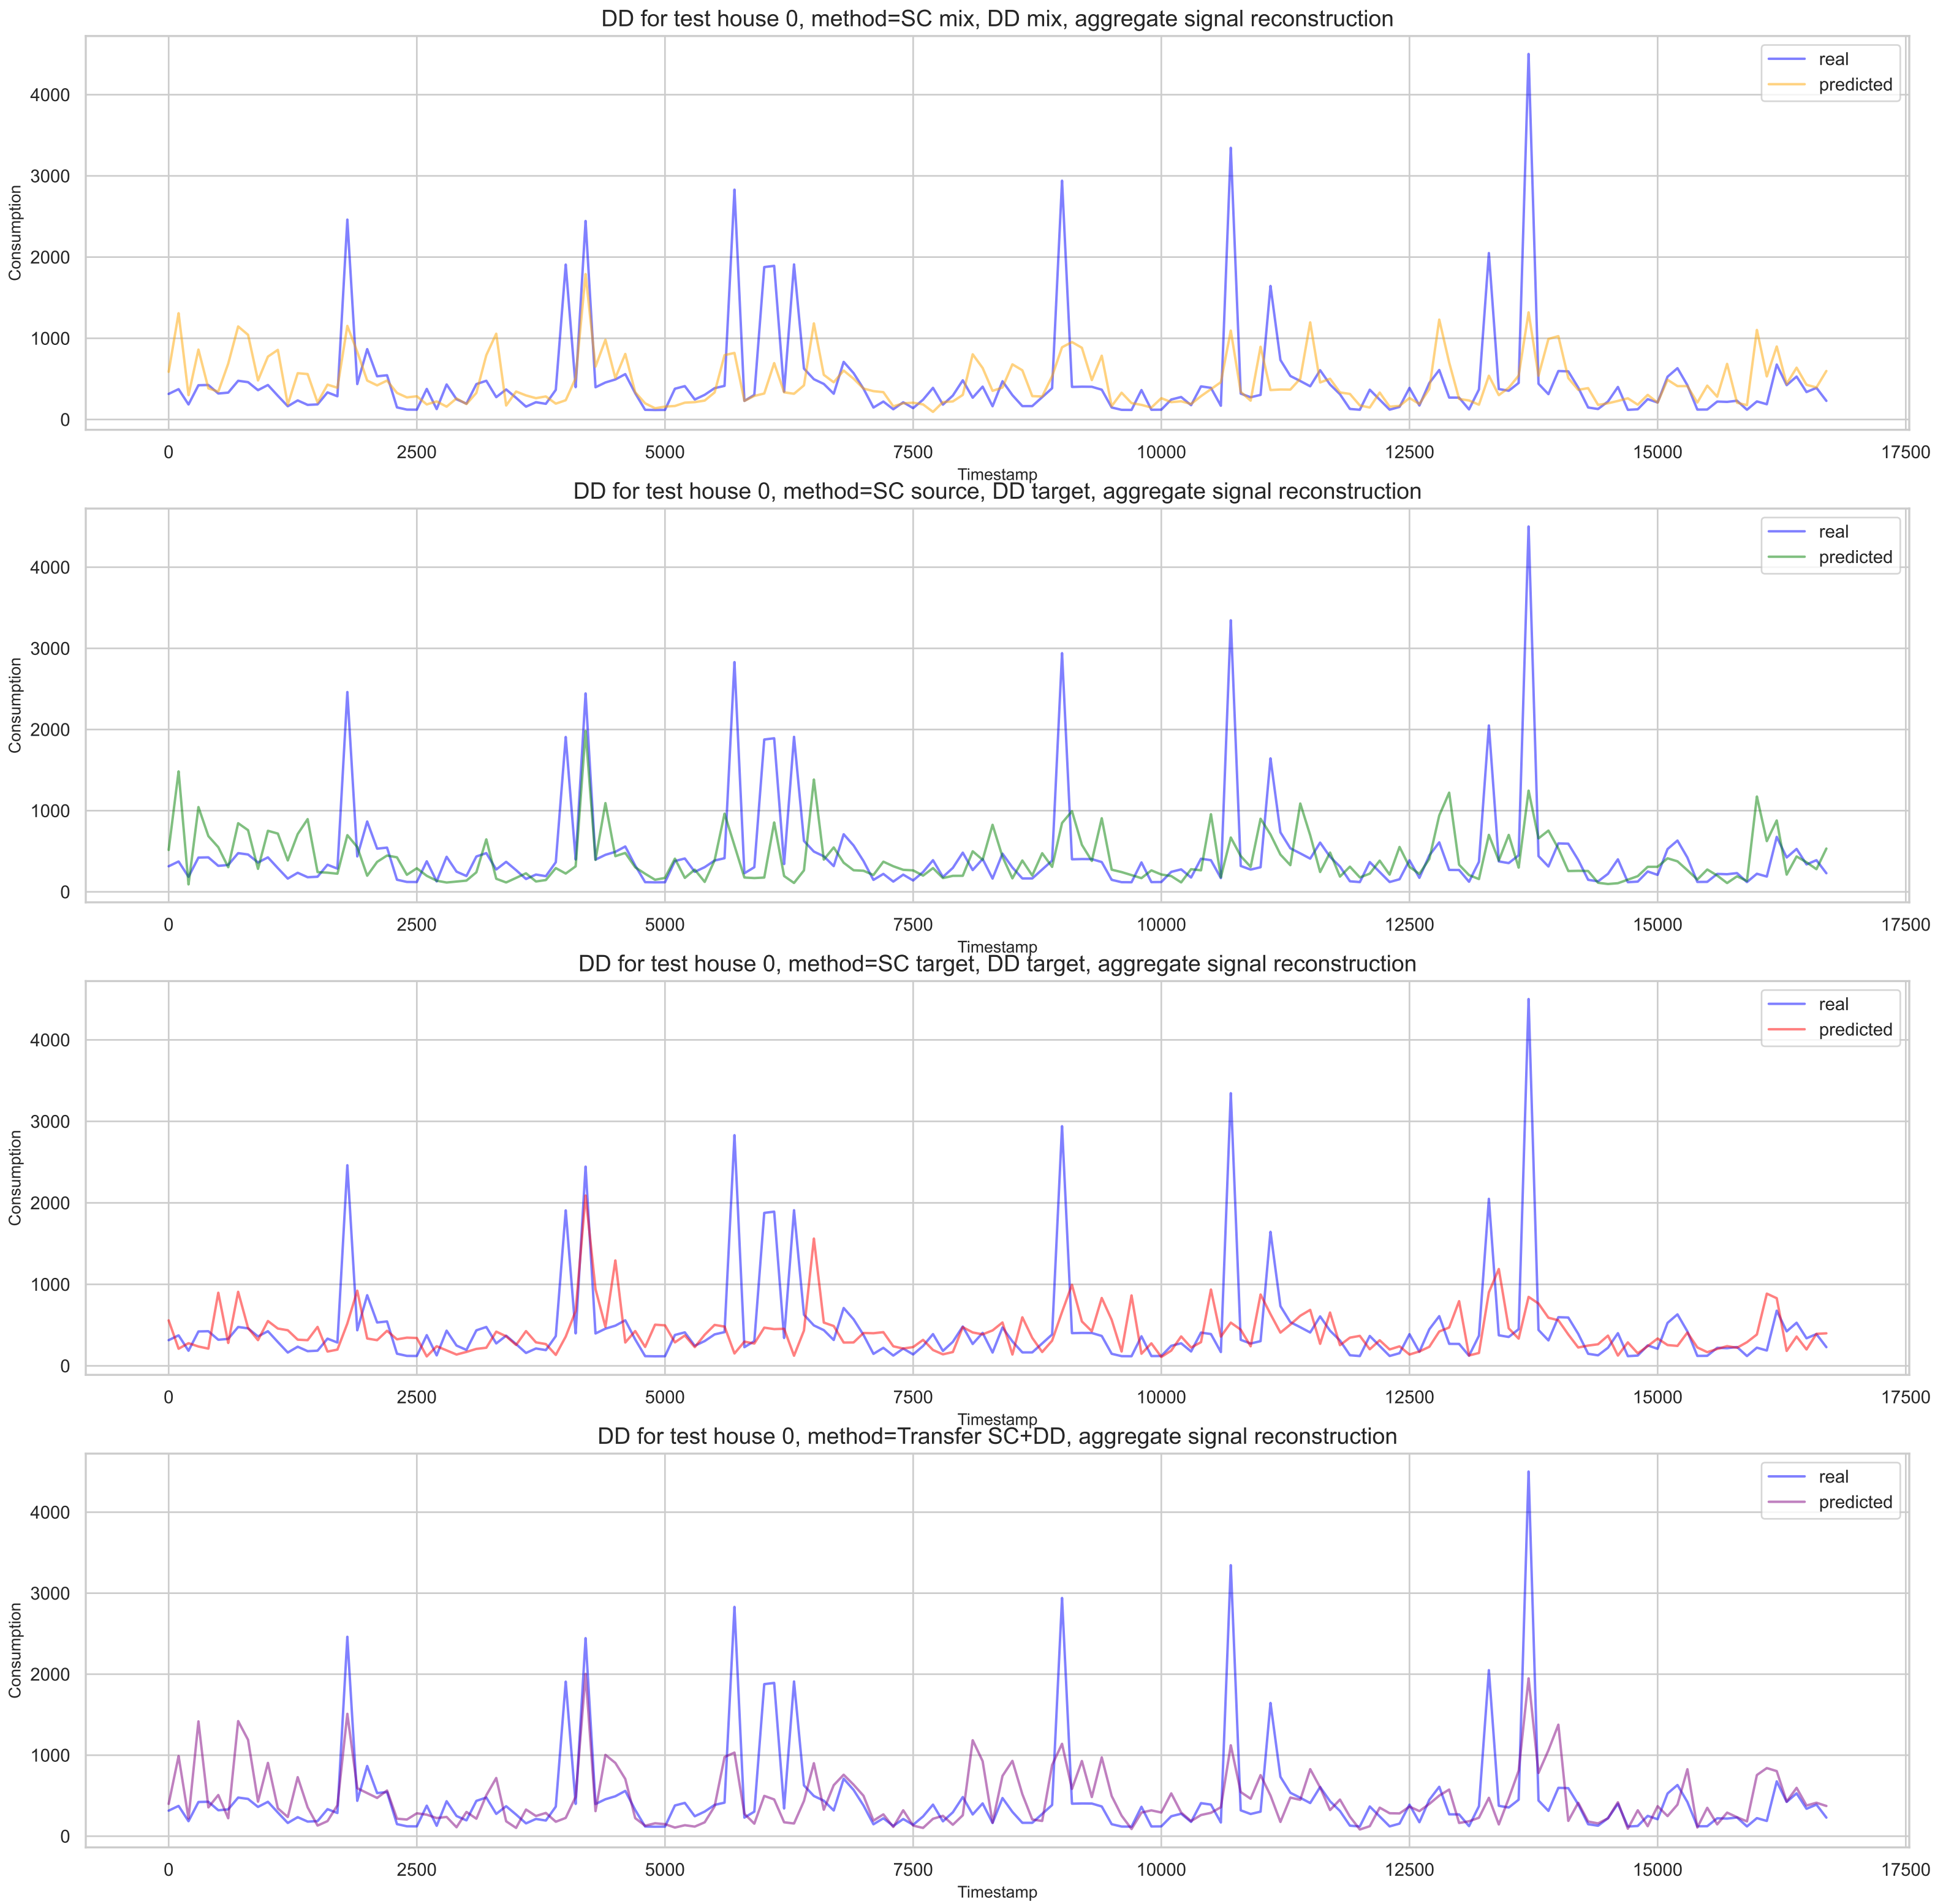 DD for test house 0, method=SC mix, DD mix, aggregate signal reconstruction
real
predicted
4000
3000
2000
1000
0
Consumption
0 2500 5000 7500 10000 12500 15000 17500
Timestamp
DD for test house 0, method=SC source, DD target, aggregate signal reconstruction
real
predicted
4000
3000
2000
1000
0
Consumption
0 2500 5000 7500 10000 12500 15000 17500
Timestamp
DD for test house 0, method=SC target, DD target, aggregate signal reconstruction
real
predicted
4000
3000
2000
1000
0
Consumption
0 2500 5000 7500 10000 12500 15000 17500
Timestamp
DD for test house 0, method=Transfer SC+DD, aggregate signal reconstruction
real
predicted
4000
3000
2000
1000
0
Consumption
0 2500 5000 7500 10000 12500 15000 17500
Timestamp